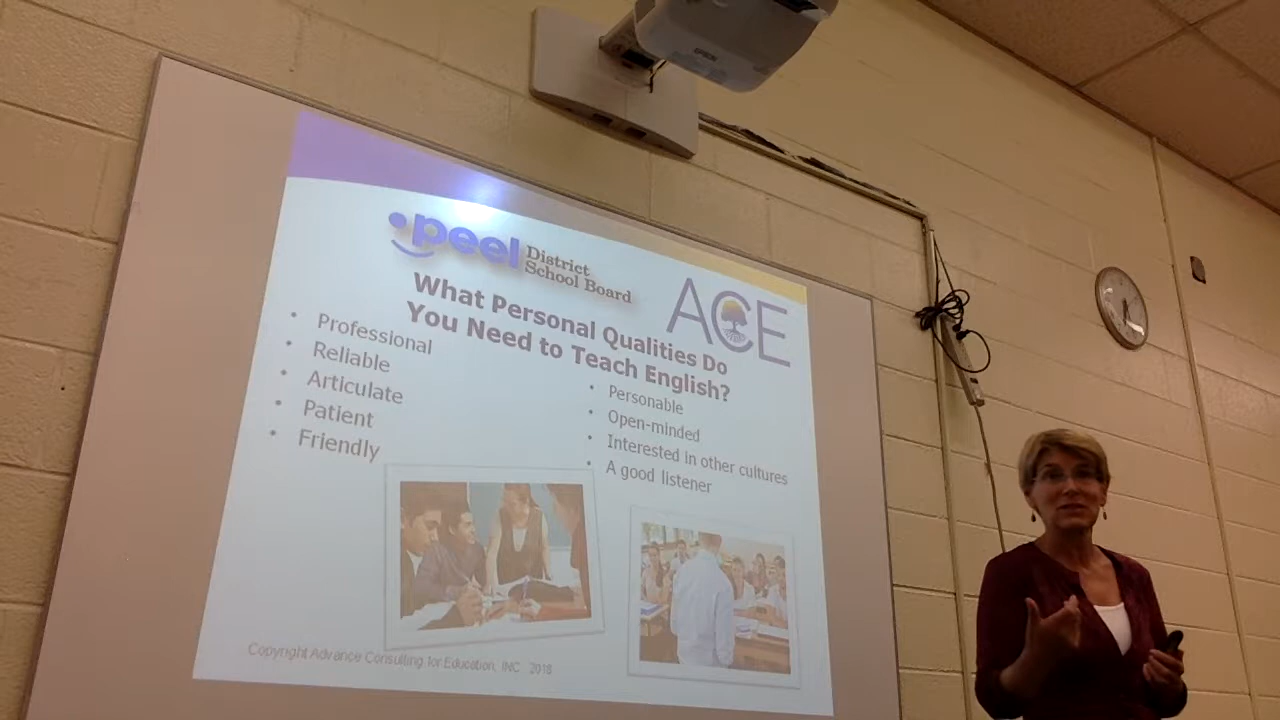 EPSON
peel District
School Board
ACE
What Personal Qualities Do
You Need to Teach English?
• Professional
• Reliable
• Articulate
• Patient
• Friendly
• Personable
• Open-minded
• Interested in other cultures
• A good listener
Copyright Advance Consulting for Education, INC 2018